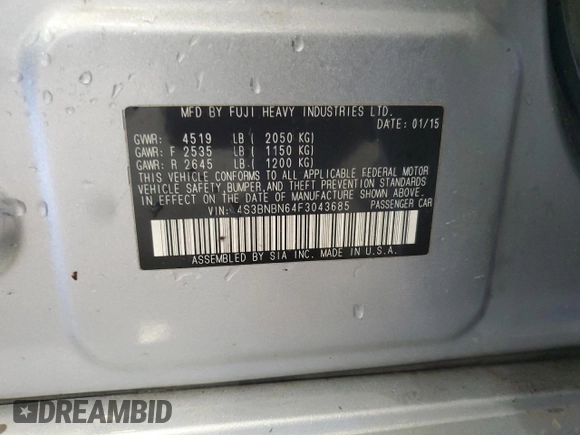 MFD BY FUJI HEAVY INDUSTRIES LTD.
DATE: 01/15
GVWR: 4519 LB ( 2050 KG)
GAWR: F 2535 LB ( 1150 KG)
GAWR: R 2645 LB ( 1200 KG)
THIS VEHICLE CONFORMS TO ALL APPLICABLE FEDERAL MOTOR
VEHICLE SAFETY, BUMPER, AND THEFT PREVENTION STANDARDS
IN EFFECT ON THE DATE OF MANUFACTURE SHOWN ABOVE.
VIN: 4S3BNBN64F3043685 PASSENGER CAR
ASSEMBLED BY SIA INC. MADE IN U.S.A.
DREAMBID